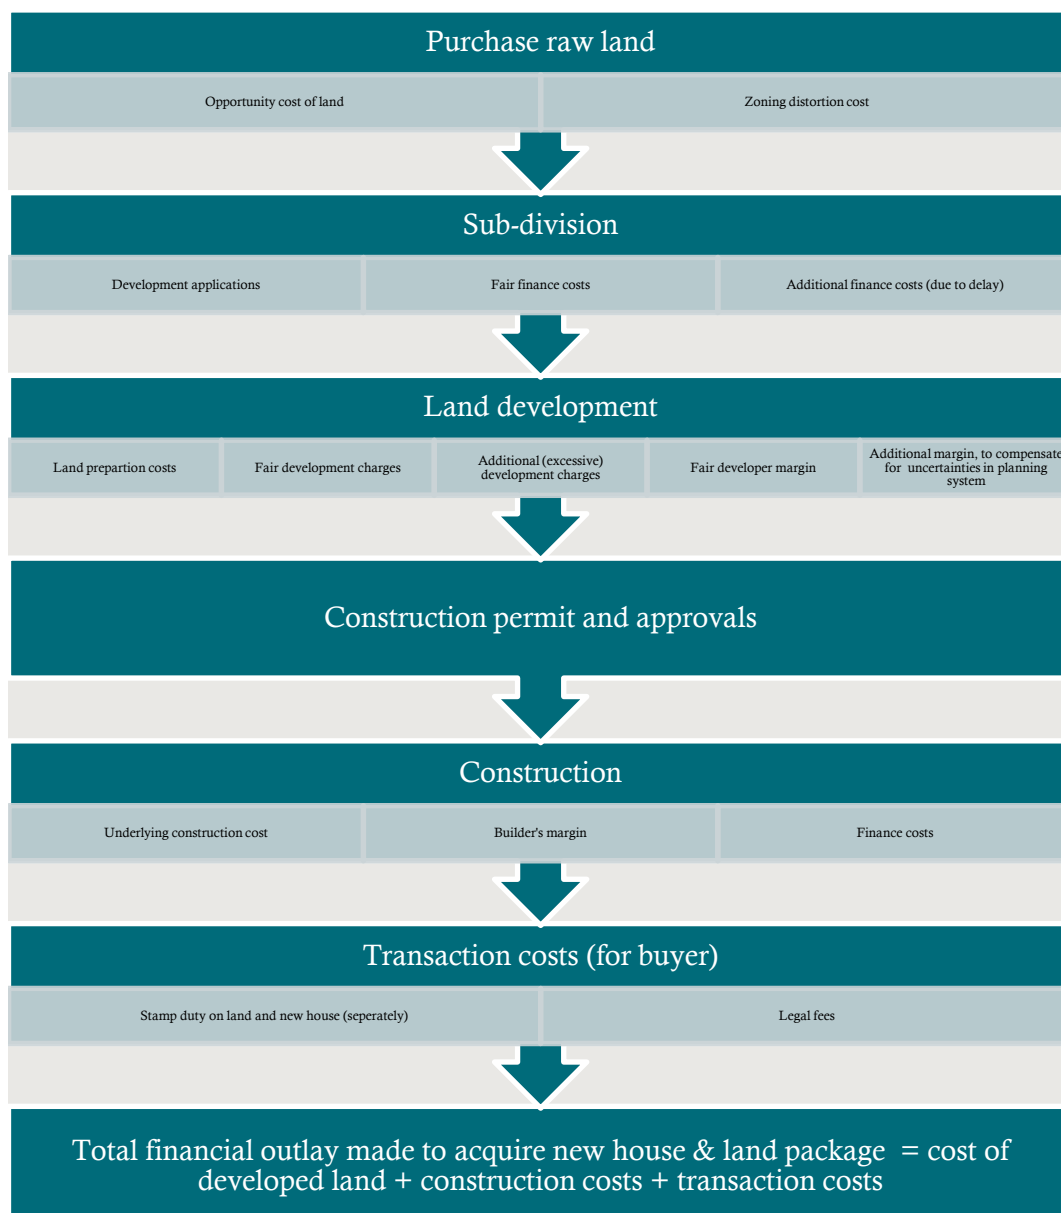 Purchase raw land
Opportunity cost of land
Zoning distortion cost
Sub-division
Development applications
Fair finance costs
Additional finance costs (due to delay)
Land development
Land prepartion costs
Fair development charges
Additional (excessive)
development charges
Fair developer margin
Additional margin, to compensate
for uncertainties in planning
system
Construction permit and approvals
Construction
Underlying construction cost
Builder's margin
Finance costs
Transaction costs (for buyer)
Stamp duty on land and new house (seperately)
Legal fees
Total financial outlay made to acquire new house & land package = cost of
developed land + construction costs + transaction costs